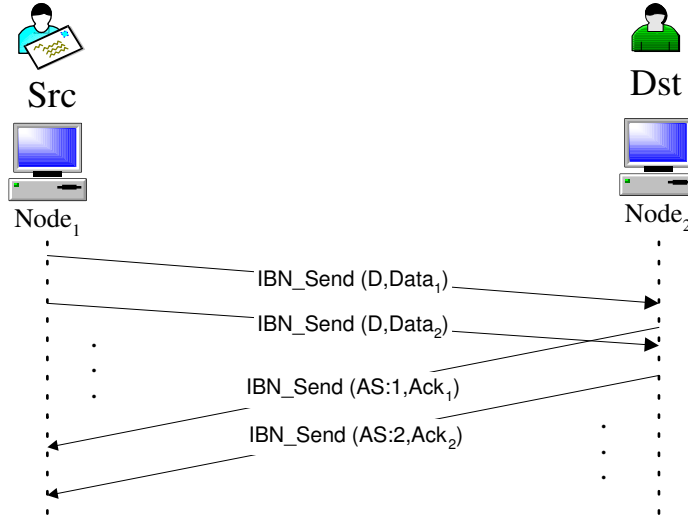 Src
Dst
Node₁
Node₂
IBN_Send (D,Data₁)
IBN_Send (D,Data₂)
IBN_Send (AS:1,Ack₁)
IBN_Send (AS:2,Ack₂)